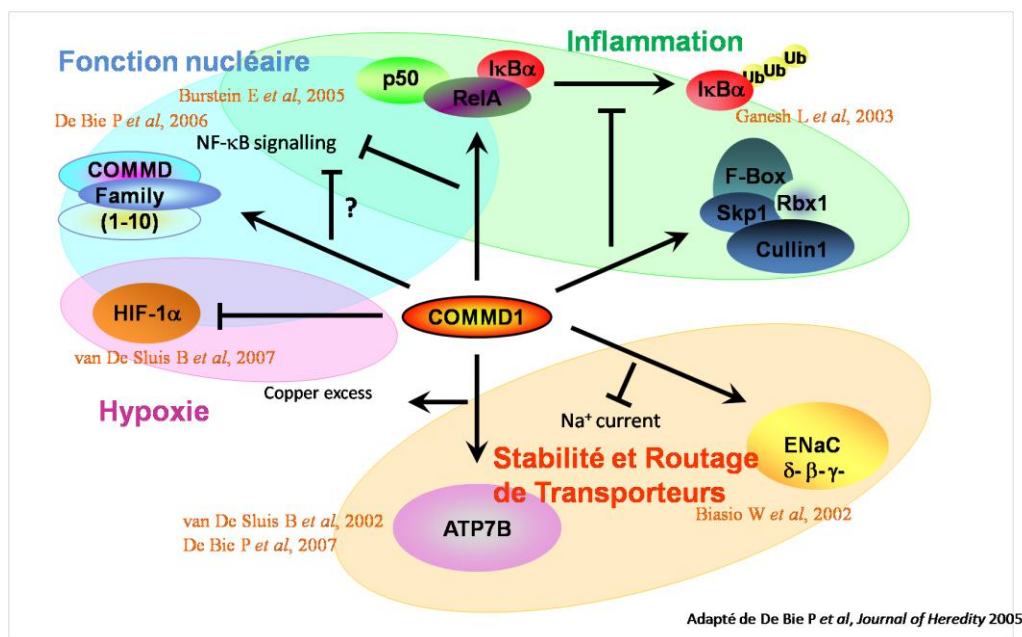 Fonction nucléaire
Inflammation
Burstein E et al, 2005
De Bie P et al, 2006
NF-κB signalling
p50
IκBα
RelA
IκBα
Ub
Ub
Ub
Ganesh L et al, 2003
COMMD
Family
(1-10)
?
F-Box
Skp1
Rbx1
Cullin1
HIF-1α
COMMD1
van De Sluis B et al, 2007
Hypoxie
Copper excess
Na+ current
Stabilité et Routage
de Transporteurs
ENaC
δ- β-γ-
Biasio W et al, 2002
van De Sluis B et al, 2002
De Bie P et al, 2007
ATP7B
Adapté de De Bie P et al, Journal of Heredity 2005